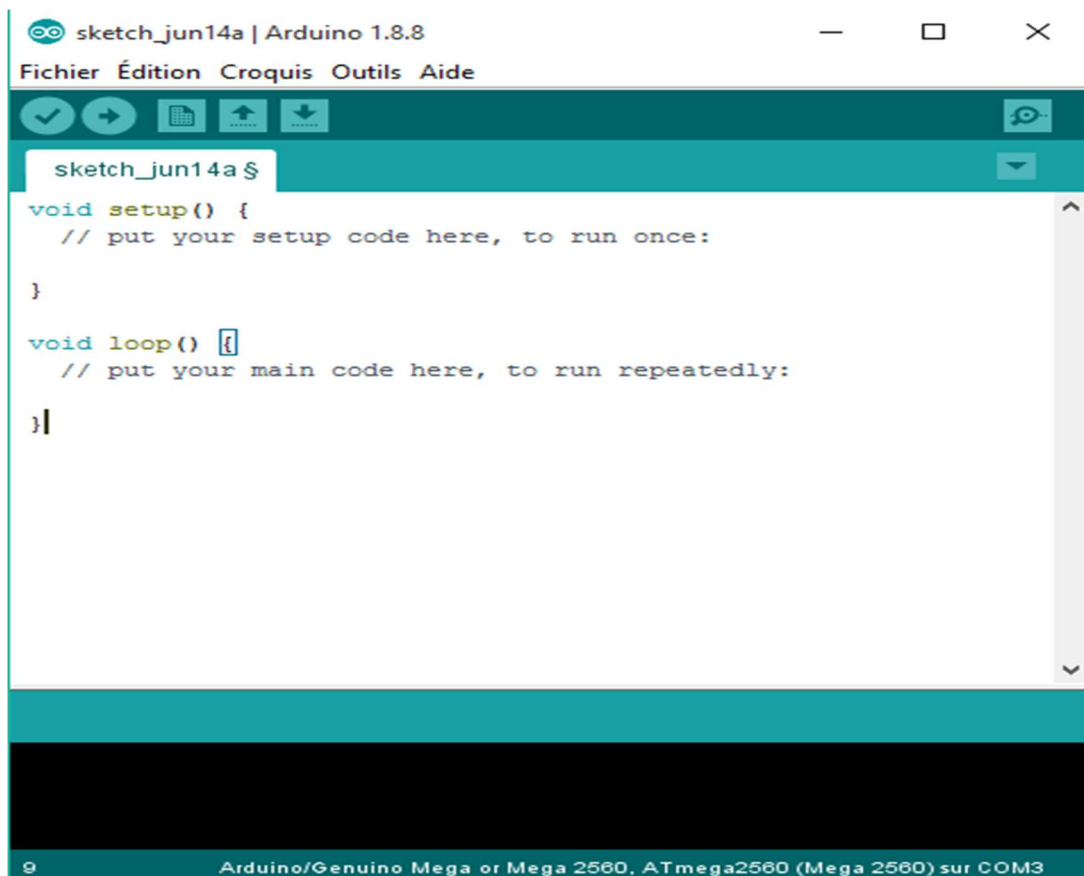 sketch_jun14a | Arduino 1.8.8
Fichier Édition Croquis Outils Aide
sketch_jun14a §
void setup() {
  // put your setup code here, to run once:
}
void loop() {
  // put your main code here, to run repeatedly:
}
9 Arduino/Genuino Mega or Mega 2560, ATmega2560 (Mega 2560) sur COM3